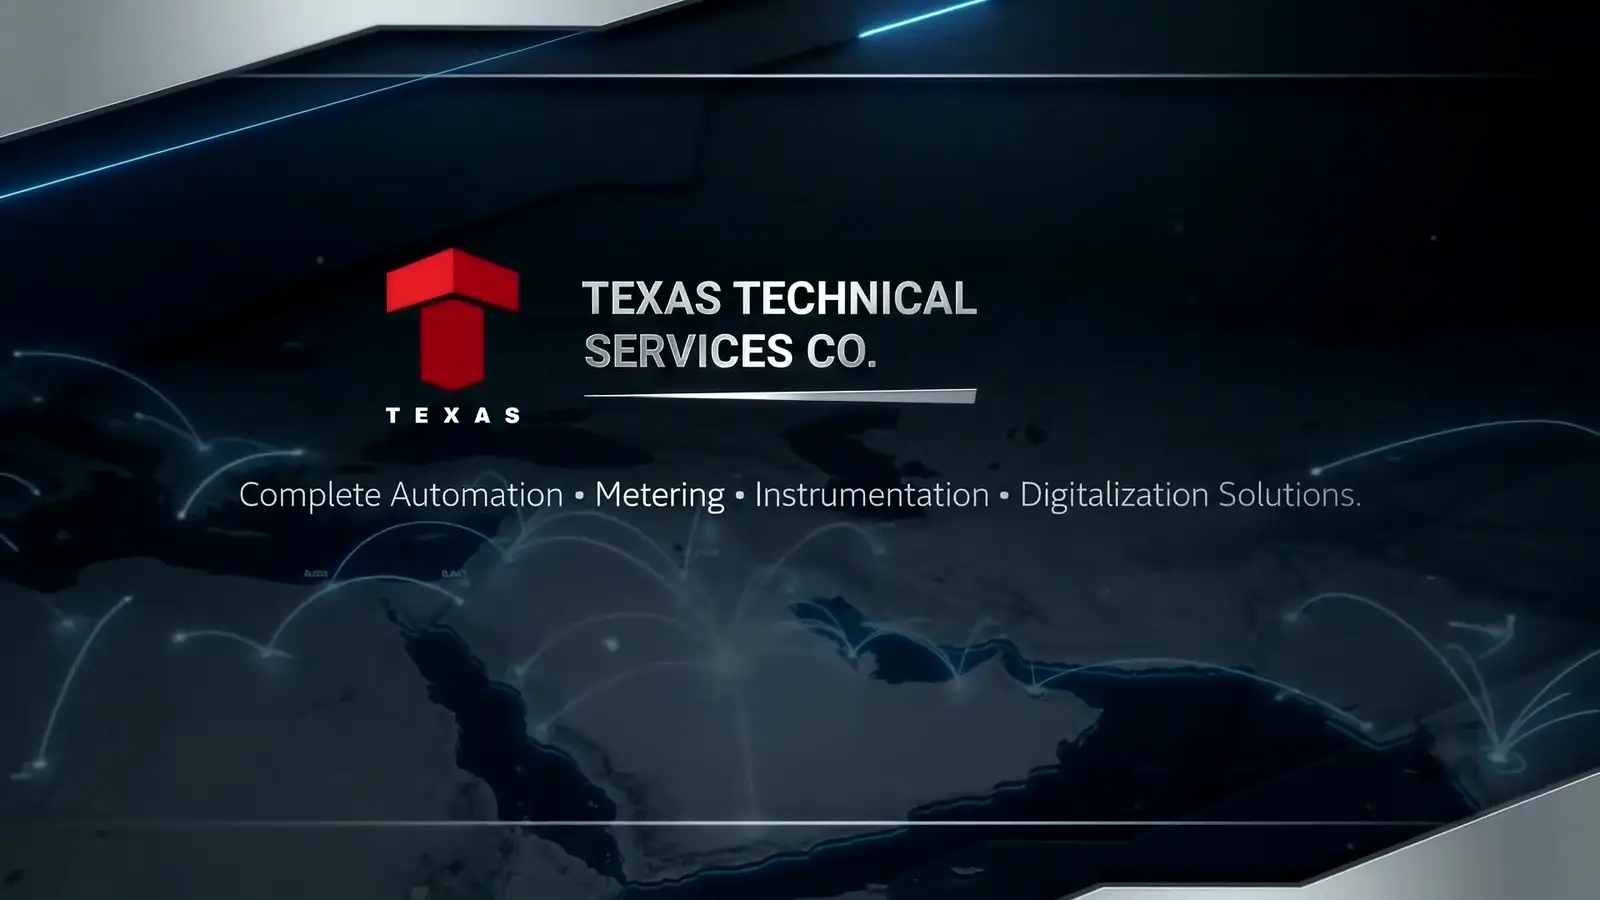 TEXAS TECHNICAL
SERVICES CO.
TEXAS
Complete Automation • Metering • Instrumentation • Digitalization Solutions.